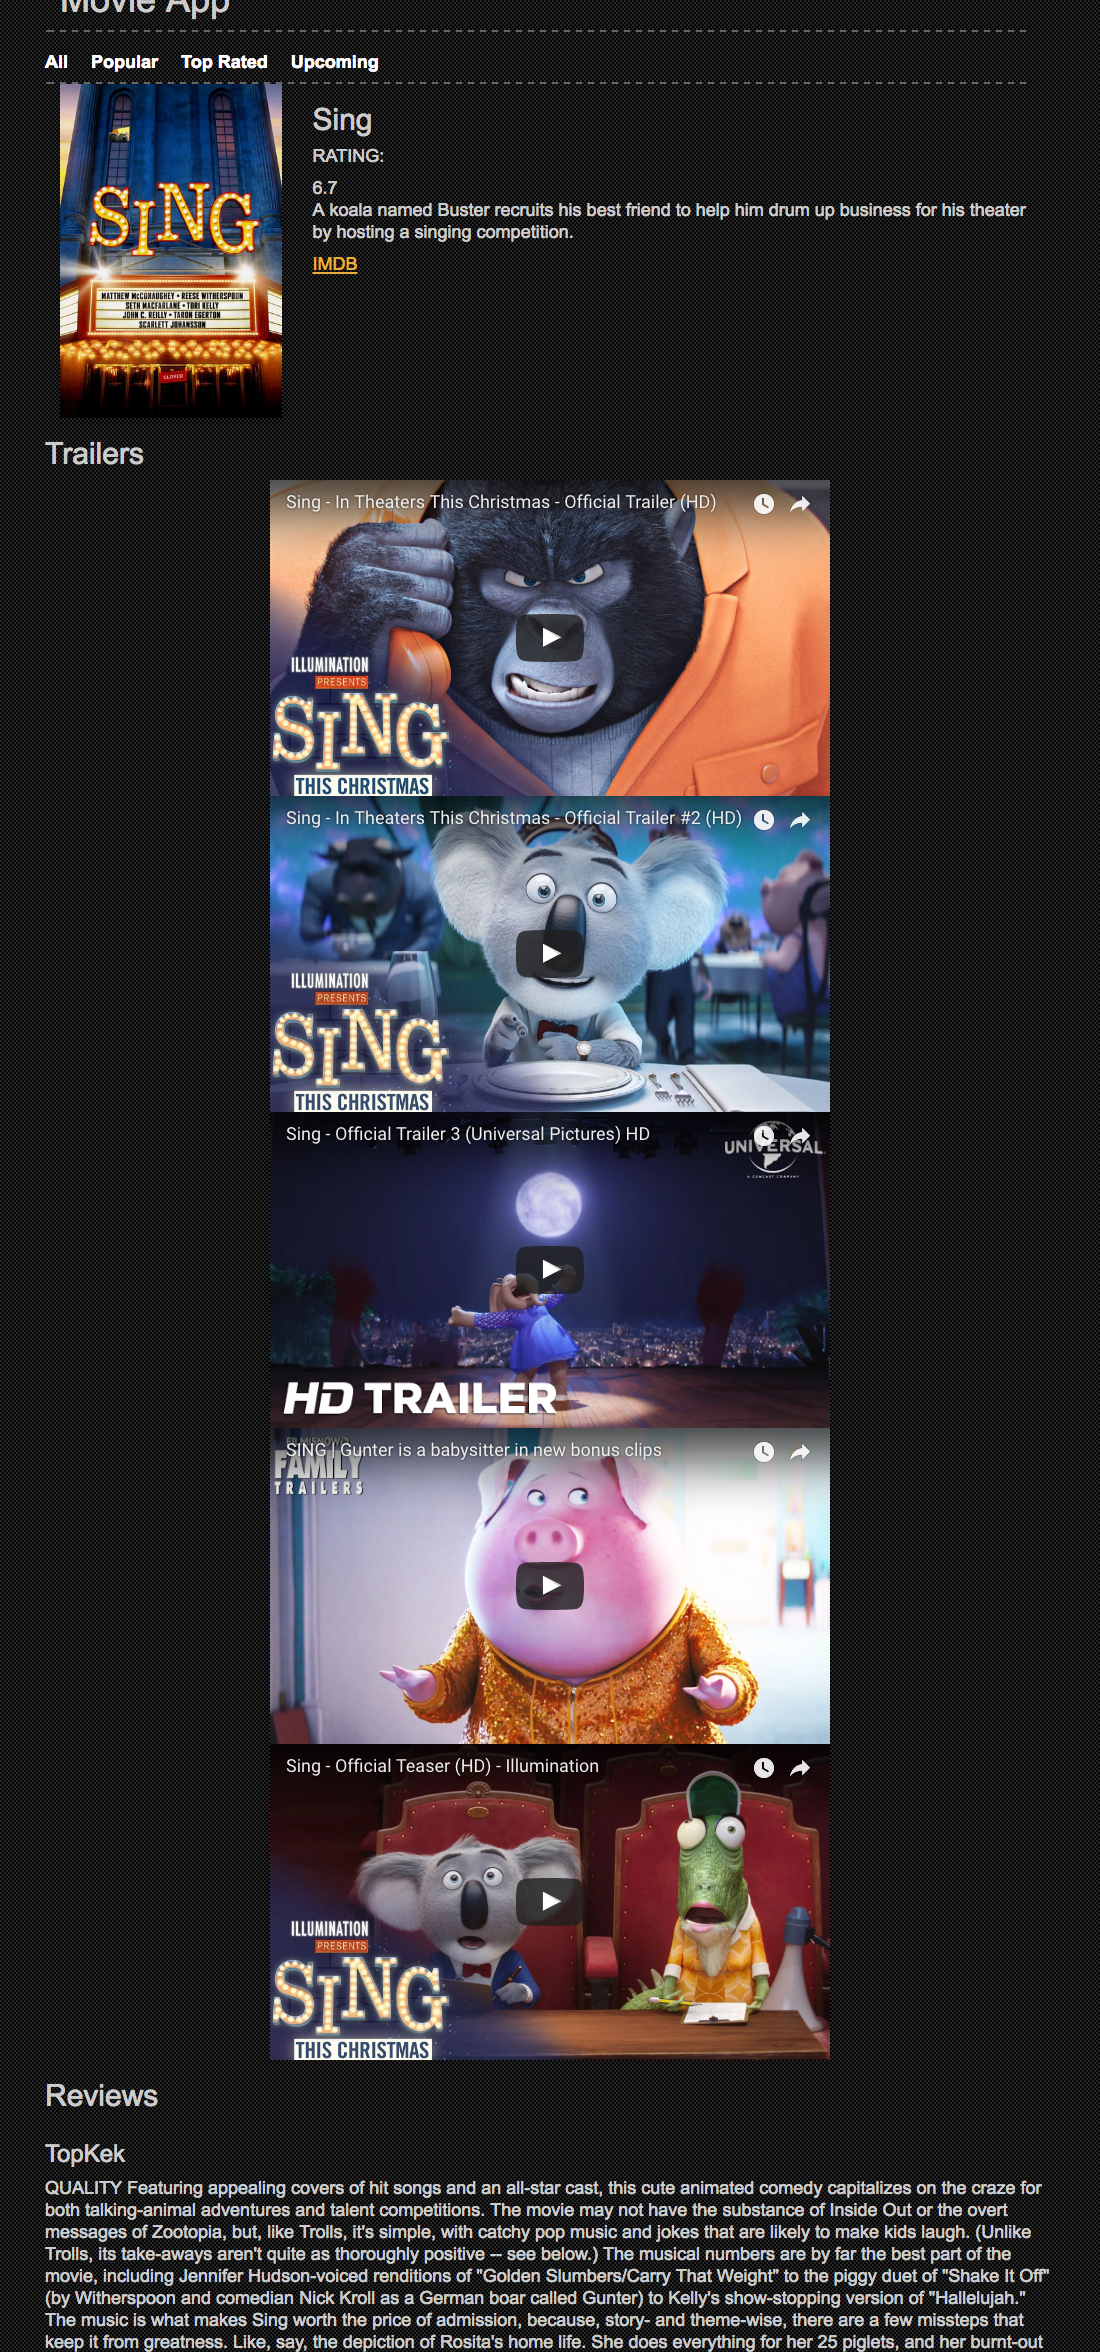 Movie App
All Popular Top Rated Upcoming
SING
MATTHEW McCONAUGHEY • REESE WITHERSPOON
SETH MACFARLANE • TORI KELLY
JOHN C. REILLY • TARON EGERTON
SCARLETT JOHANSSON
CLOSED
Sing
RATING:
6.7
A koala named Buster recruits his best friend to help him drum up business for his theater
by hosting a singing competition.
IMDB
Trailers
Sing - In Theaters This Christmas - Official Trailer (HD)
ILLUMINATION
PRESENTS
SING
THIS CHRISTMAS
Sing - In Theaters This Christmas - Official Trailer #2 (HD)
ILLUMINATION
PRESENTS
SING
THIS CHRISTMAS
Sing - Official Trailer 3 (Universal Pictures) HD
UNIVERSAL
A COMCAST COMPANY
HD TRAILER
SING | Gunter is a babysitter in new bonus clips
FAMILY
TRAILERS
Sing - Official Teaser (HD) - Illumination
ILLUMINATION
PRESENTS
SING
THIS CHRISTMAS
Reviews
TopKek
QUALITY Featuring appealing covers of hit songs and an all-star cast, this cute animated comedy capitalizes on the craze for
both talking-animal adventures and talent competitions. The movie may not have the substance of Inside Out or the overt
messages of Zootopia, but, like Trolls, it's simple, with catchy pop music and jokes that are likely to make kids laugh. (Unlike
Trolls, its take-aways aren't quite as thoroughly positive -- see below.) The musical numbers are by far the best part of the
movie, including Jennifer Hudson-voiced renditions of "Golden Slumbers/Carry That Weight" to the piggy duet of "Shake It Off"
(by Witherspoon and comedian Nick Kroll as a German boar called Gunter) to Kelly's show-stopping version of "Hallelujah."
The music is what makes Sing worth the price of admission, because, story- and theme-wise, there are a few missteps that
keep it from greatness. Like, say, the depiction of Rosita's home life. She does everything for her 25 piglets, and her burnt-out